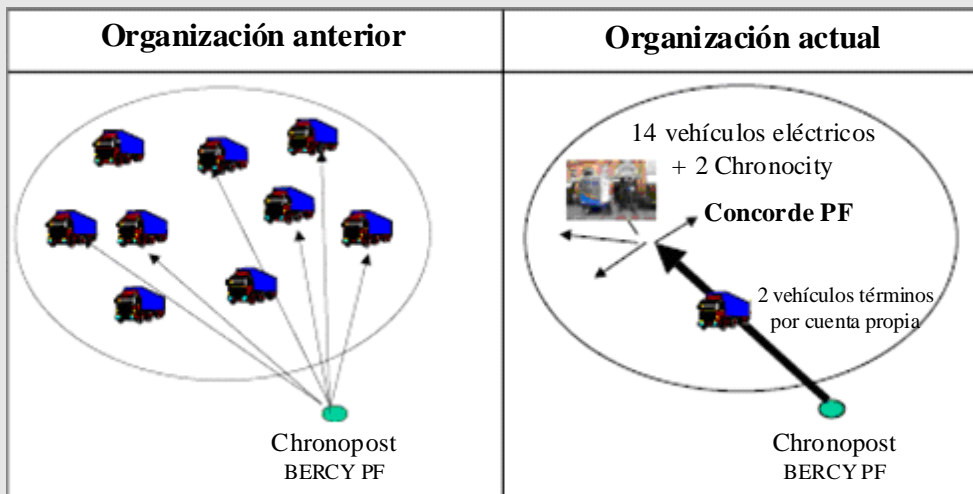 Organización anterior
Organización actual
Chronopost
BERCY PF
14 vehículos eléctricos
+ 2 Chronocity
Concorde PF
2 vehículos términos
por cuenta propia
Chronopost
BERCY PF